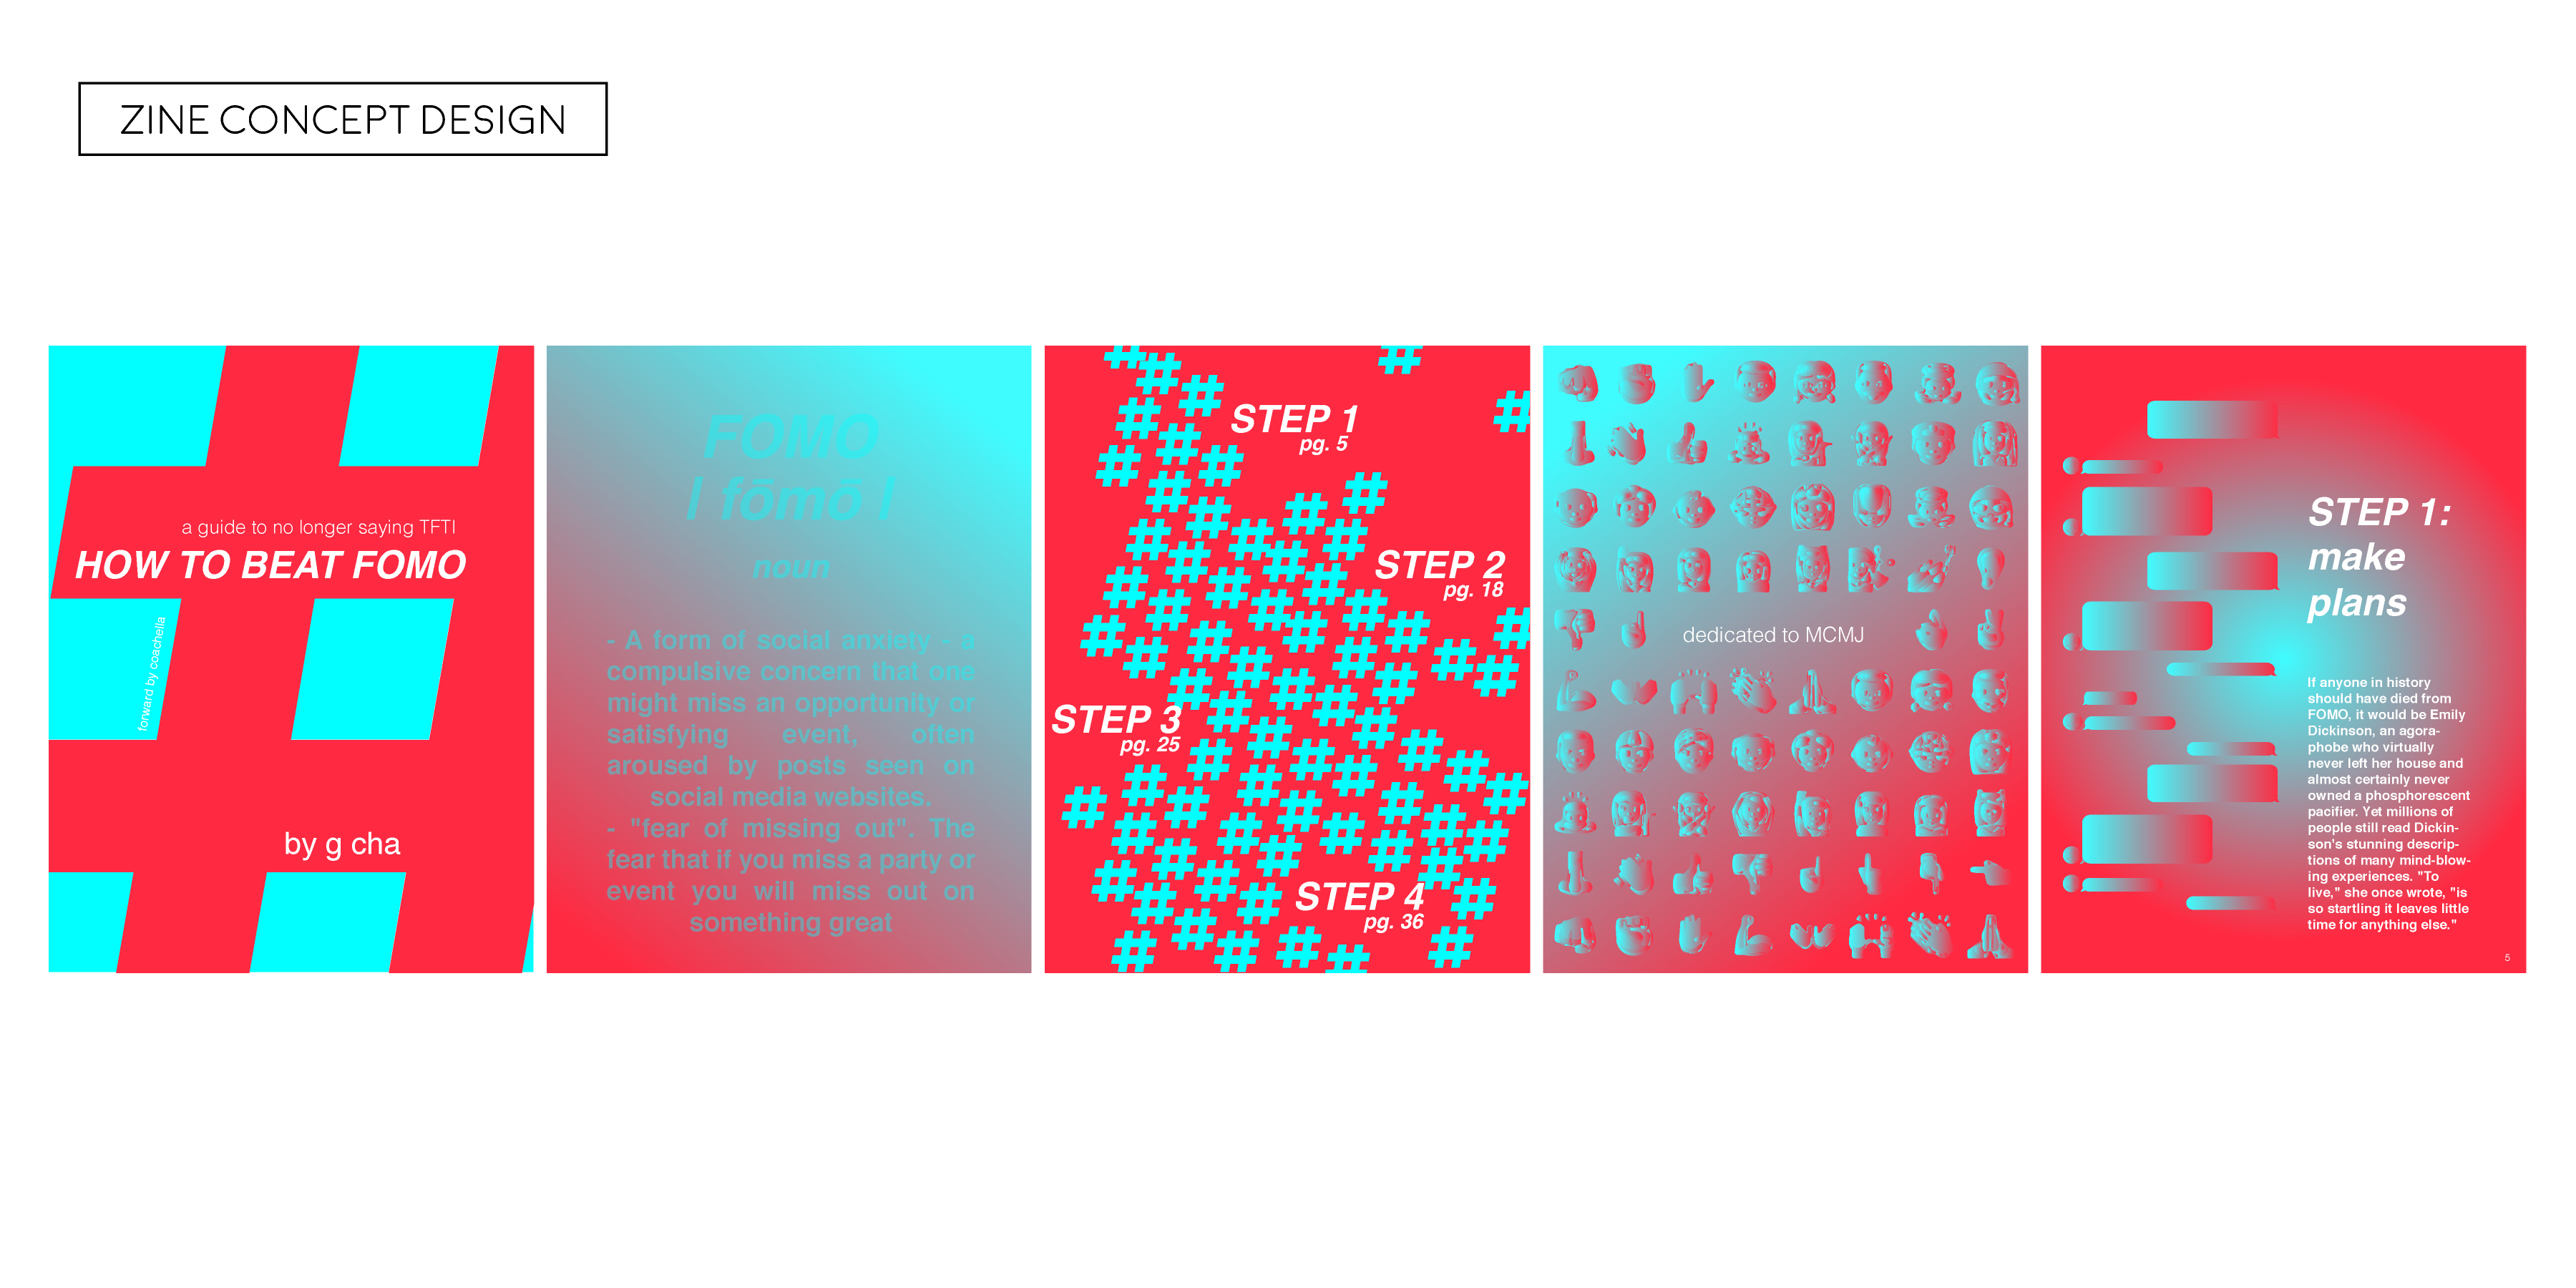 ZINE CONCEPT DESIGN
a guide to no longer saying TFTI
HOW TO BEAT FOMO
forward by coachella
by g cha
FOMO
| fōmō |
noun
- A form of social anxiety - a
compulsive concern that one
might miss an opportunity or
satisfying event, often
aroused by posts seen on
social media websites.
- "fear of missing out". The
fear that if you miss a party or
event you will miss out on
something great
STEP 1
pg. 5
STEP 2
pg. 18
STEP 3
pg. 25
STEP 4
pg. 36
dedicated to MCMJ
STEP 1:
make
plans
If anyone in history
should have died from
FOMO, it would be Emily
Dickinson, an agora-
phobe who virtually
never left her house and
almost certainly never
owned a phosphorescent
pacifier. Yet millions of
people still read Dickin-
son's stunning descrip-
tions of many mind-blow-
ing experiences. "To
live," she once wrote, "is
so startling it leaves little
time for anything else."
5